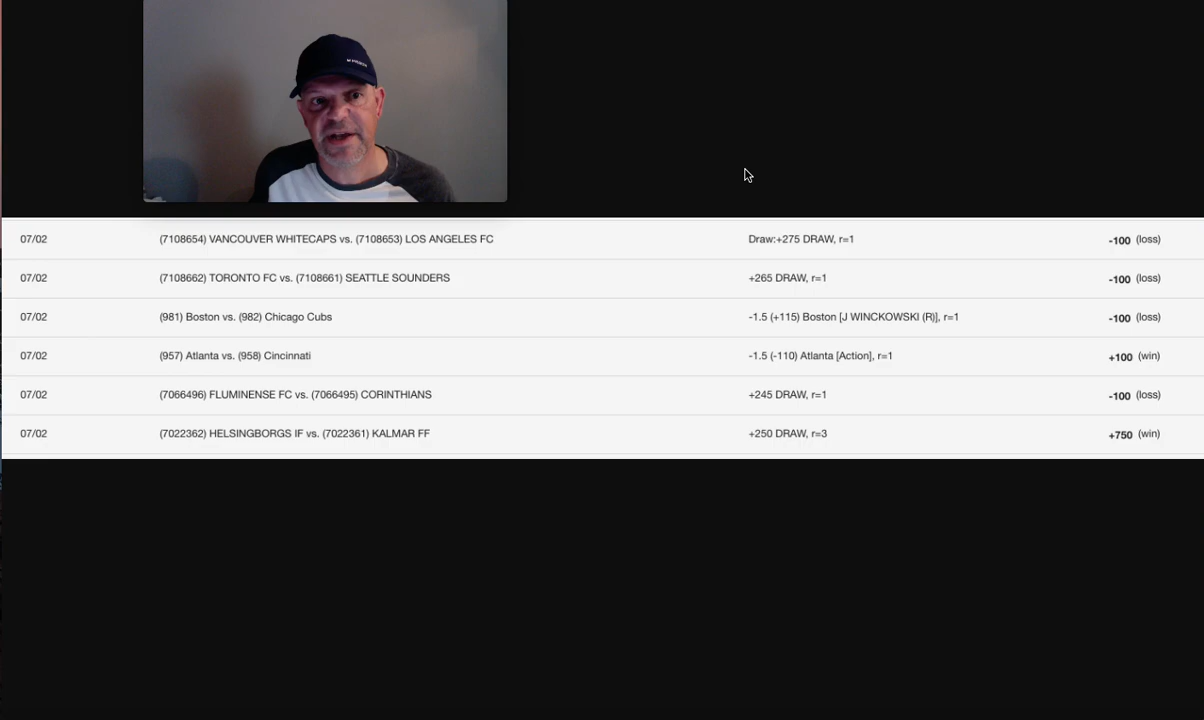 07/02 (7108654) VANCOUVER WHITECAPS vs. (7108653) LOS ANGELES FC Draw:+275 DRAW, r=1 -100 (loss)
07/02 (7108662) TORONTO FC vs. (7108661) SEATTLE SOUNDERS +265 DRAW, r=1 -100 (loss)
07/02 (981) Boston vs. (982) Chicago Cubs -1.5 (+115) Boston [J WINCKOWSKI (R)], r=1 -100 (loss)
07/02 (957) Atlanta vs. (958) Cincinnati -1.5 (-110) Atlanta [Action], r=1 +100 (win)
07/02 (7066496) FLUMINENSE FC vs. (7066495) CORINTHIANS +245 DRAW, r=1 -100 (loss)
07/02 (7022362) HELSINGBORGS IF vs. (7022361) KALMAR FF +250 DRAW, r=3 +750 (win)